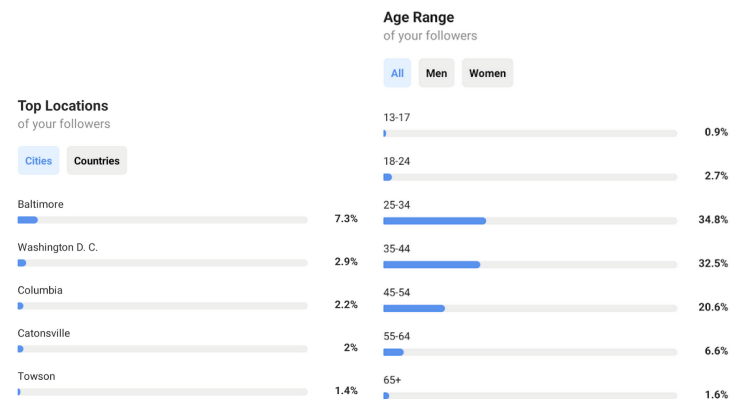 Top Locations
of your followers
Cities
Countries
Baltimore
7.3%
Washington D. C.
2.9%
Columbia
2.2%
Catonsville
2%
Towson
1.4%
Age Range
of your followers
All
Men
Women
13-17
0.9%
18-24
2.7%
25-34
34.8%
35-44
32.5%
45-54
20.6%
55-64
6.6%
65+
1.6%